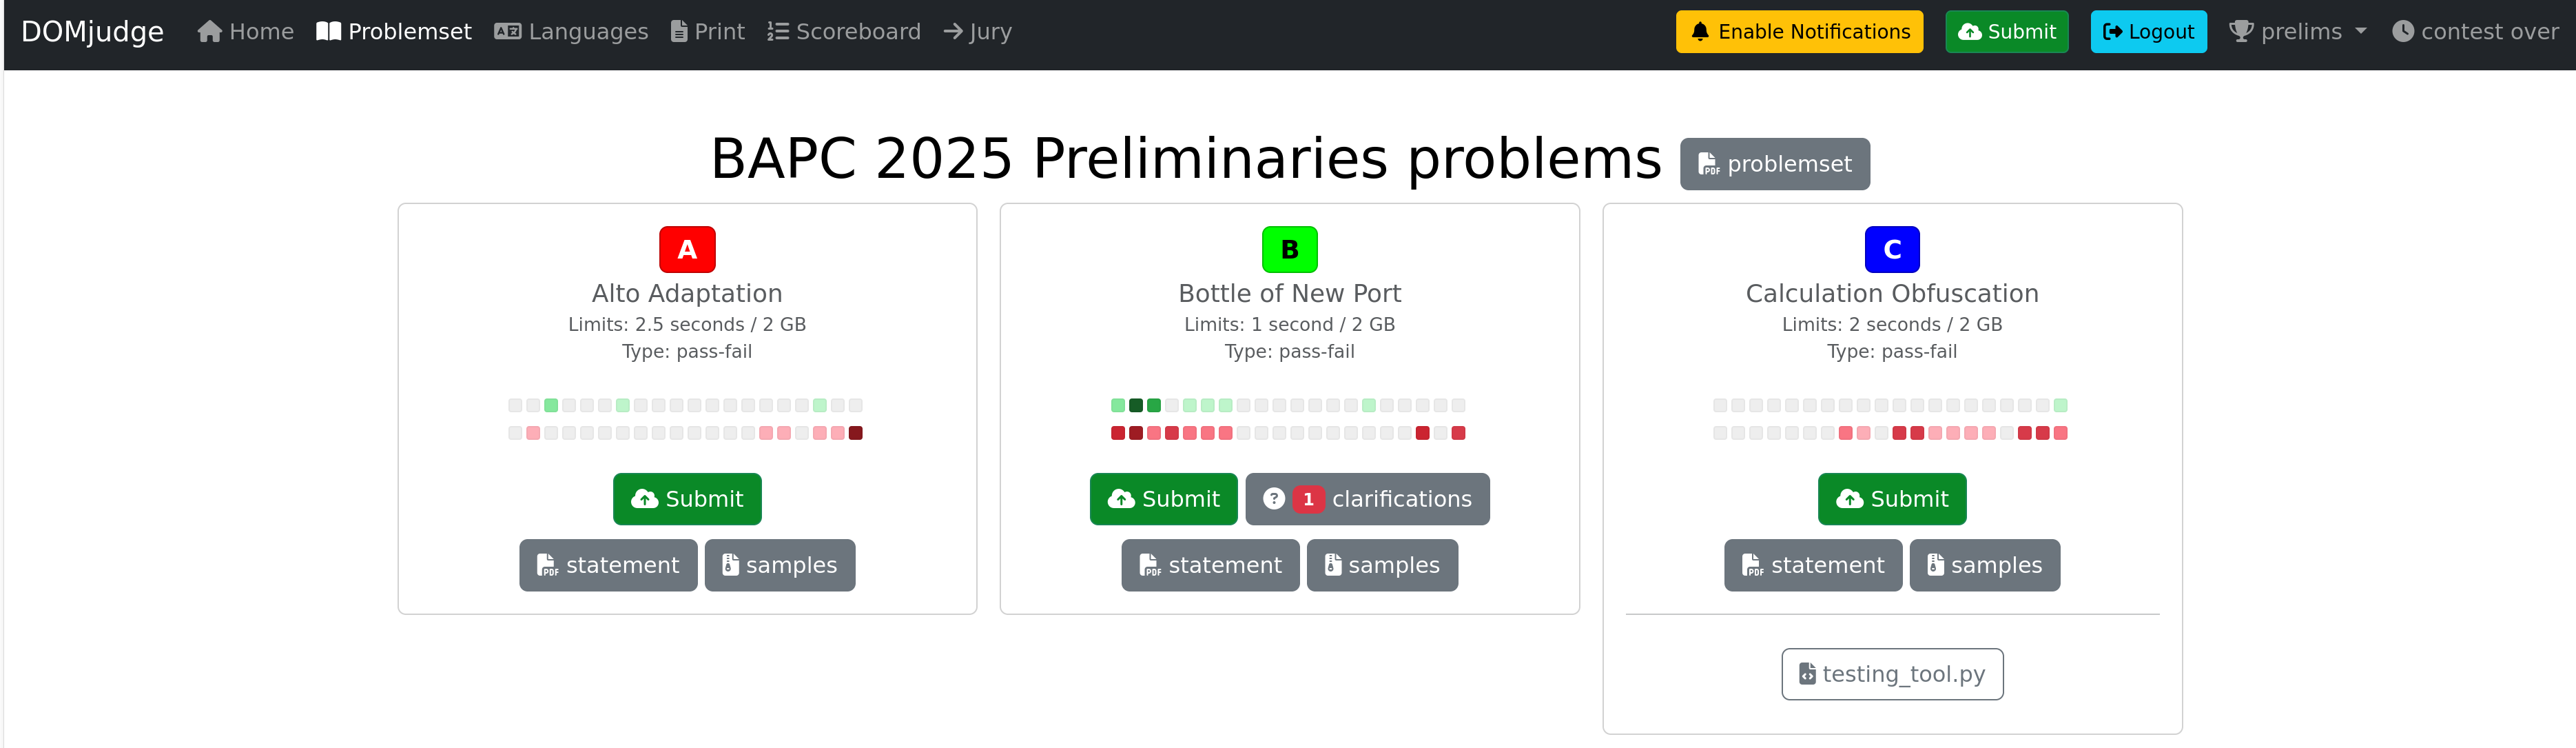 DOMjudge Home Problemset Languages Print Scoreboard Jury Enable Notifications Submit Logout prelims contest over
BAPC 2025 Preliminaries problems problemset
A
Alto Adaptation
Limits: 2.5 seconds / 2 GB
Type: pass-fail
Submit
statement samples
B
Bottle of New Port
Limits: 1 second / 2 GB
Type: pass-fail
Submit 1 clarifications
statement samples
C
Calculation Obfuscation
Limits: 2 seconds / 2 GB
Type: pass-fail
Submit
statement samples
testing_tool.py